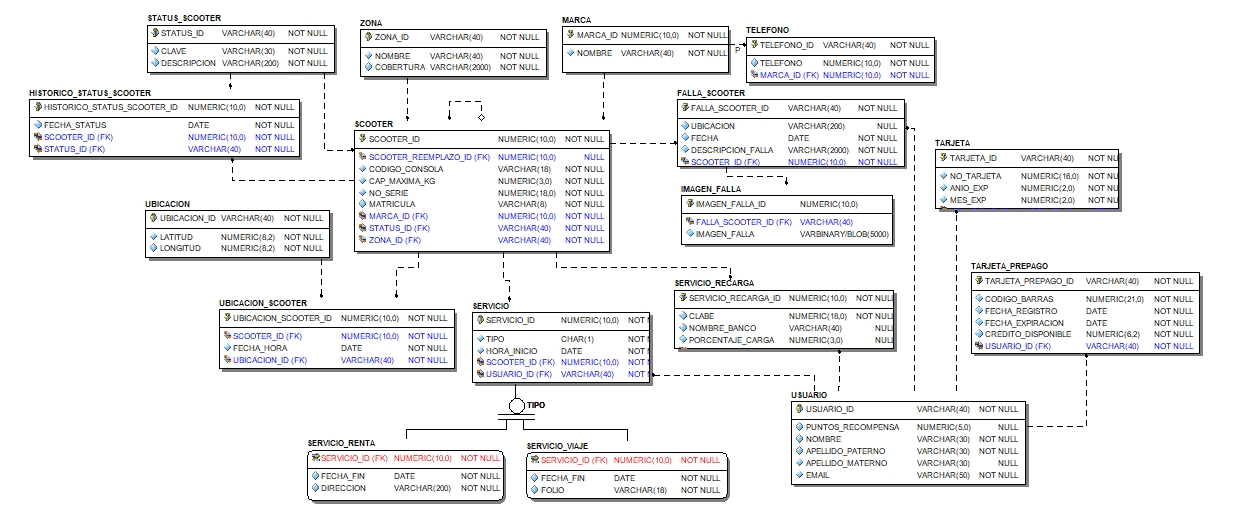 STATUS_SCOOTER
STATUS_ID VARCHAR(40) NOT NULL
CLAVE VARCHAR(30) NOT NULL
DESCRIPCION VARCHAR(200) NOT NULL
ZONA
ZONA_ID VARCHAR(40) NOT NULL
NOMBRE VARCHAR(40) NOT NULL
COBERTURA VARCHAR(2000) NOT NULL
MARCA
MARCA_ID NUMERIC(10,0) NOT NULL
NOMBRE VARCHAR(40) NOT NULL
P
TELEFONO
TELEFONO_ID VARCHAR(40) NOT NULL
TELEFONO NUMERIC(10,0) NOT NULL
MARCA_ID (FK) NUMERIC(10,0) NOT NULL
HISTORICO_STATUS_SCOOTER
HISTORICO_STATUS_SCOOTER_ID NUMERIC(10,0) NOT NULL
FECHA_STATUS DATE NOT NULL
SCOOTER_ID (FK) NUMERIC(10,0) NOT NULL
STATUS_ID (FK) VARCHAR(40) NOT NULL
SCOOTER
SCOOTER_ID NUMERIC(10,0) NOT NULL
SCOOTER_REEMPLAZO_ID (FK) NUMERIC(10,0) NULL
CODIGO_CONSOLA VARCHAR(18) NOT NULL
CAP_MAXIMA_KG NUMERIC(3,0) NOT NULL
NO_SERIE NUMERIC(18,0) NOT NULL
MATRICULA VARCHAR(8) NOT NULL
MARCA_ID (FK) NUMERIC(10,0) NOT NULL
STATUS_ID (FK) VARCHAR(40) NOT NULL
ZONA_ID (FK) VARCHAR(40) NOT NULL
FALLA_SCOOTER
FALLA_SCOOTER_ID VARCHAR(40) NOT NULL
UBICACION VARCHAR(200) NULL
FECHA DATE NOT NULL
DESCRIPCION_FALLA VARCHAR(2000) NOT NULL
SCOOTER_ID (FK) NUMERIC(10,0) NOT NULL
TARJETA
TARJETA_ID VARCHAR(40) NOT NU
NO_TARJETA NUMERIC(16,0) NOT NU
ANIO_EXP NUMERIC(2,0) NOT NU
MES_EXP NUMERIC(2,0) NOT NU
IMAGEN_FALLA
IMAGEN_FALLA_ID NUMERIC(10,0)
FALLA_SCOOTER_ID (FK) VARCHAR(40)
IMAGEN_FALLA VARBINARY/BLOB(5000)
UBICACION
UBICACION_ID VARCHAR(40) NOT NULL
LATITUD NUMERIC(8,2) NOT NULL
LONGITUD NUMERIC(8,2) NOT NULL
TARJETA_PREPAGO
TARJETA_PREPAGO_ID VARCHAR(40) NOT NULL
CODIGO_BARRAS NUMERIC(21,0) NOT NULL
FECHA_REGISTRO DATE NOT NULL
FECHA_EXPIRACION DATE NOT NULL
CREDITO_DISPONIBLE NUMERIC(6,2) NOT NULL
USUARIO_ID (FK) VARCHAR(40) NOT NULL
UBICACION_SCOOTER
UBICACION_SCOOTER_ID NUMERIC(10,0) NOT NULL
SCOOTER_ID (FK) NUMERIC(10,0) NOT NULL
FECHA_HORA DATE NOT NULL
UBICACION_ID (FK) VARCHAR(40) NOT NULL
SERVICIO
SERVICIO_ID NUMERIC(10,0) NOT
TIPO CHAR(1) NOT
HORA_INICIO DATE NOT
SCOOTER_ID (FK) NUMERIC(10,0) NOT
USUARIO_ID (FK) VARCHAR(40) NOT
SERVICIO_RECARGA
SERVICIO_RECARGA_ID NUMERIC(10,0) NOT NUL
CLABE NUMERIC(18,0) NOT NUL
NOMBRE_BANCO VARCHAR(40) NUL
PORCENTAJE_CARGA NUMERIC(3,0) NUL
TIPO
USUARIO
USUARIO_ID VARCHAR(40) NOT NULL
PUNTOS_RECOMPENSA NUMERIC(5,0) NULL
NOMBRE VARCHAR(30) NOT NULL
APELLIDO_PATERNO VARCHAR(30) NOT NULL
APELLIDO_MATERNO VARCHAR(30) NULL
EMAIL VARCHAR(50) NOT NULL
SERVICIO_RENTA
SERVICIO_ID (FK) NUMERIC(10,0) NOT NULL
FECHA_FIN DATE NOT NULL
DIRECCION VARCHAR(200) NOT NULL
SERVICIO_VIAJE
SERVICIO_ID (FK) NUMERIC(10,0) NOT NULL
FECHA_FIN DATE NOT NULL
FOLIO VARCHAR(18) NOT NULL